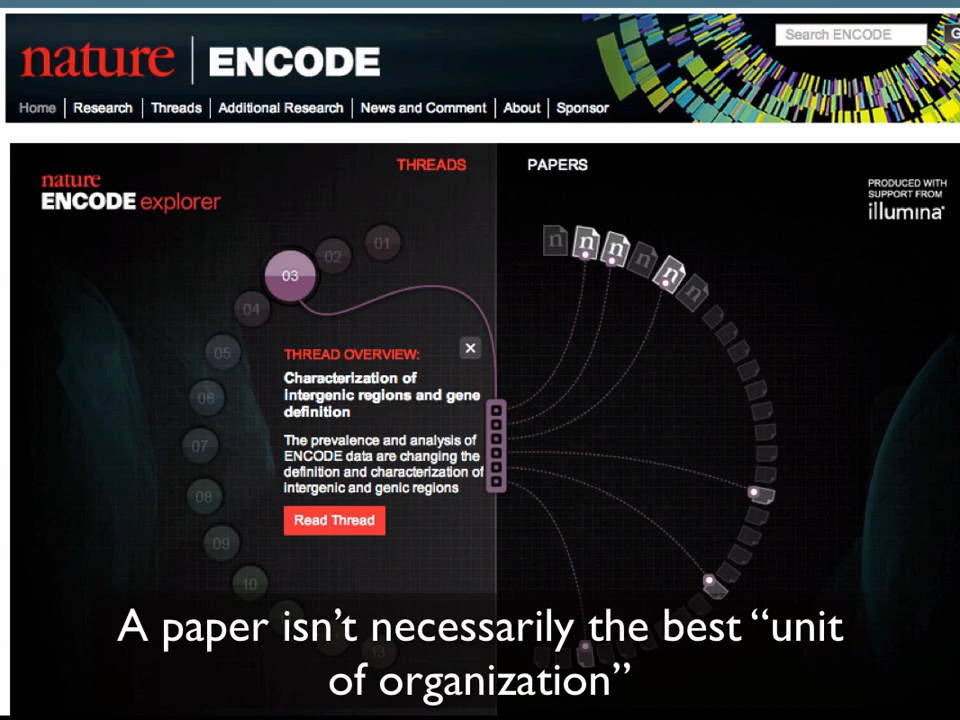 nature | ENCODE
Search ENCODE
G
Home | Research | Threads | Additional Research | News and Comment | About | Sponsor
THREADS
PAPERS
nature
ENCODE explorer
PRODUCED WITH
SUPPORT FROM
illumina
01
02
03
04
05
06
07
08
09
10
13
n
n
n
n
n
n
THREAD OVERVIEW:
Characterization of
intergenic regions and gene
definition
The prevalence and analysis of
ENCODE data are changing the
definition and characterization of
intergenic and genic regions
Read Thread
A paper isn’t necessarily the best “unit
of organization”